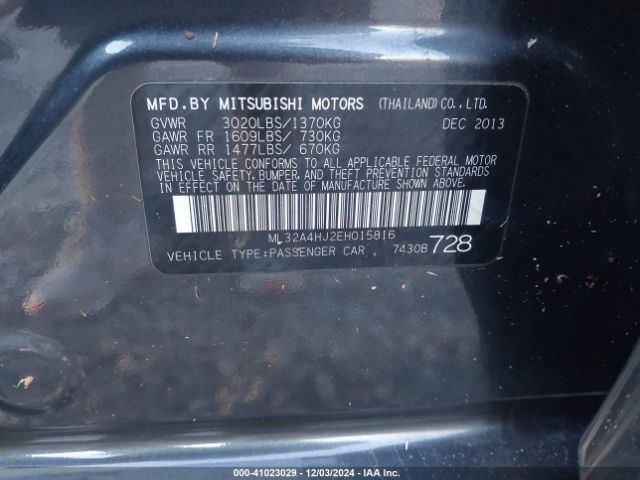 MFD.BY MITSUBISHI MOTORS (THAILAND)CO.,LTD.
GVWR 3020LBS/1370KG DEC 2013
GAWR FR 1609LBS/ 730KG
GAWR RR 1477LBS/ 670KG
THIS VEHICLE CONFORMS TO ALL APPLICABLE FEDERAL MOTOR
VEHICLE SAFETY,BUMPER,AND THEFT PREVENTION STANDARDS
IN EFFECT ON THE DATE OF MANUFACTURE SHOWN ABOVE.
ML32A4HJ2EH015816
VEHICLE TYPE:PASSENGER CAR , 7430B 728
000-41023029 - 12/03/2024 - IAA Inc.